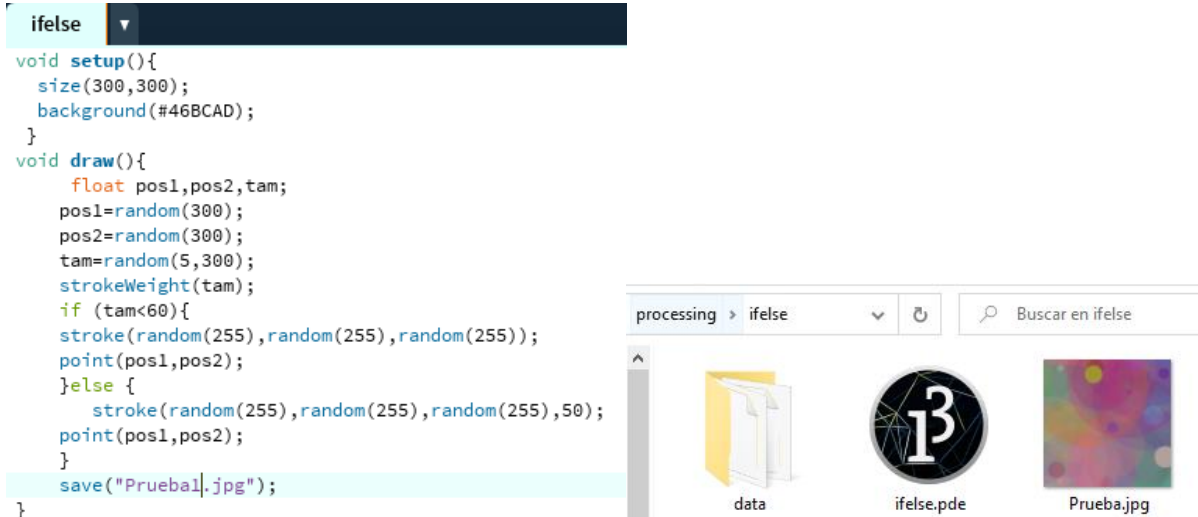 ifelse ▼
void setup(){
size(300,300);
background(#46BCAD);
}
void draw(){
float pos1,pos2,tam;
pos1=random(300);
pos2=random(300);
tam=random(5,300);
strokeWeight(tam);
if (tam<60){
stroke(random(255),random(255),random(255));
point(pos1,pos2);
}else {
stroke(random(255),random(255),random(255),50);
point(pos1,pos2);
}
save("Prueba1.jpg");
}
processing > ifelse
Buscar en ifelse
3
data
ifelse.pde
Prueba.jpg